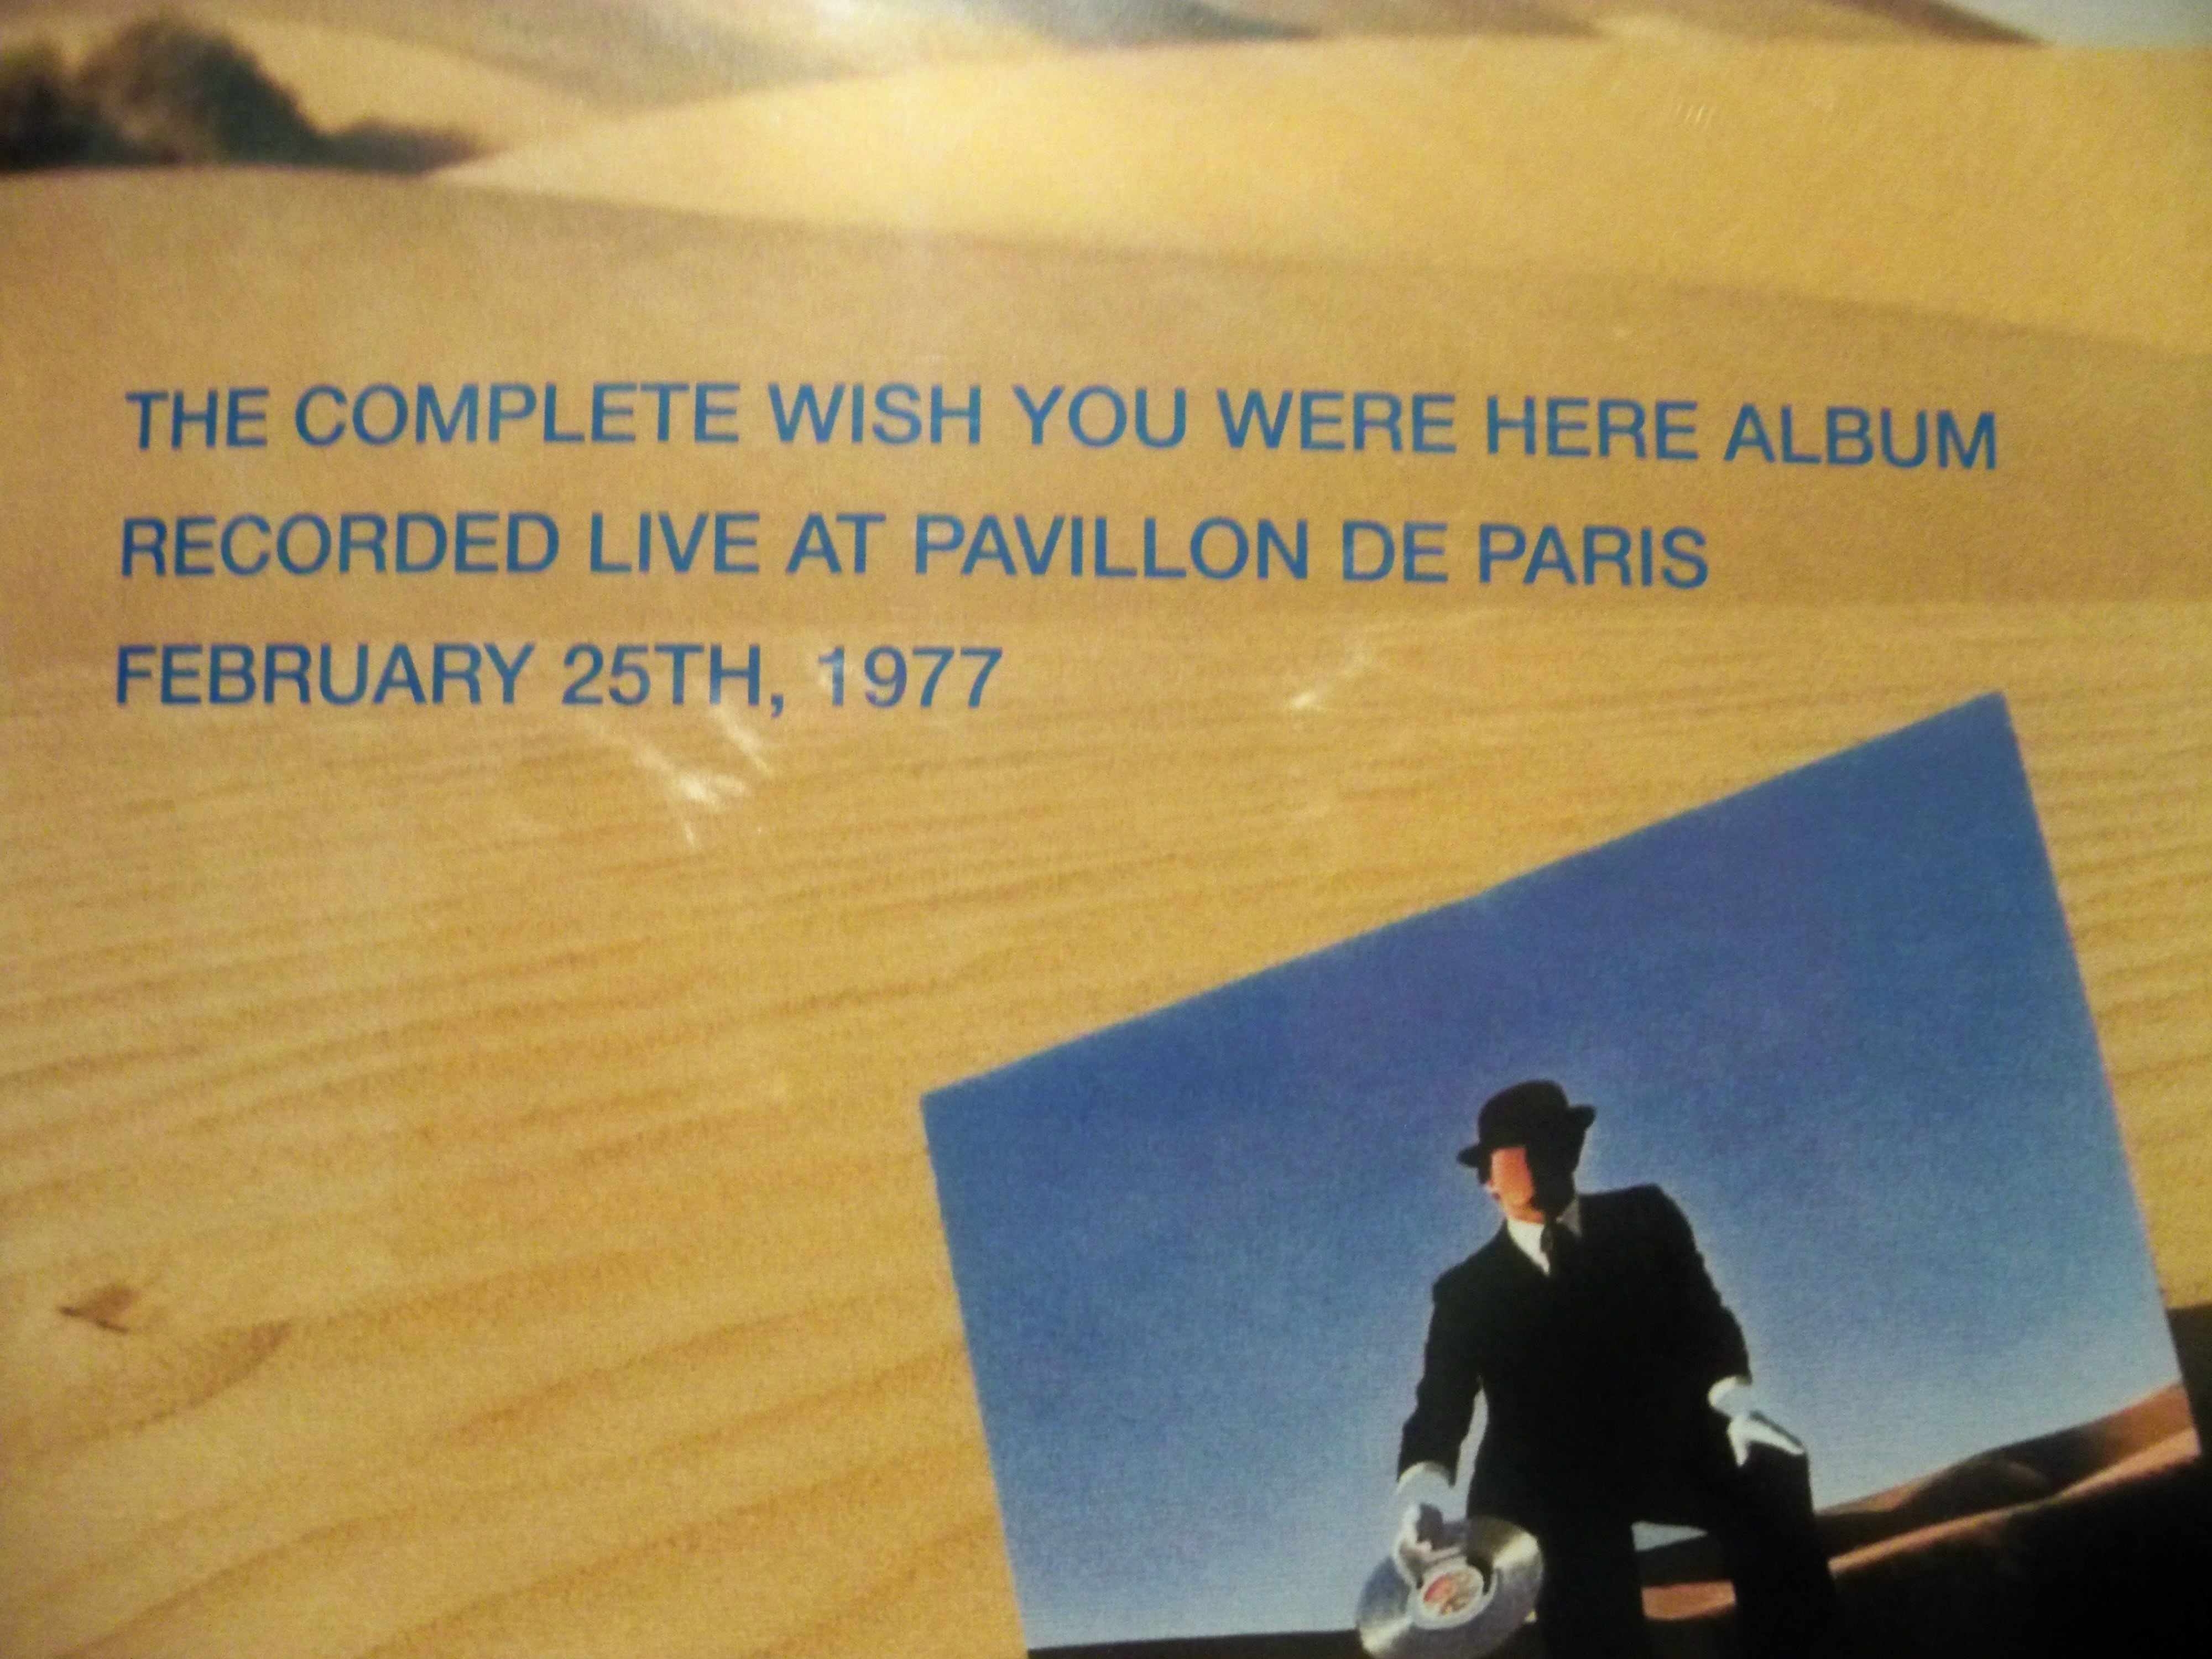 THE COMPLETE WISH YOU WERE HERE ALBUM
RECORDED LIVE AT PAVILLON DE PARIS
FEBRUARY 25TH, 1977